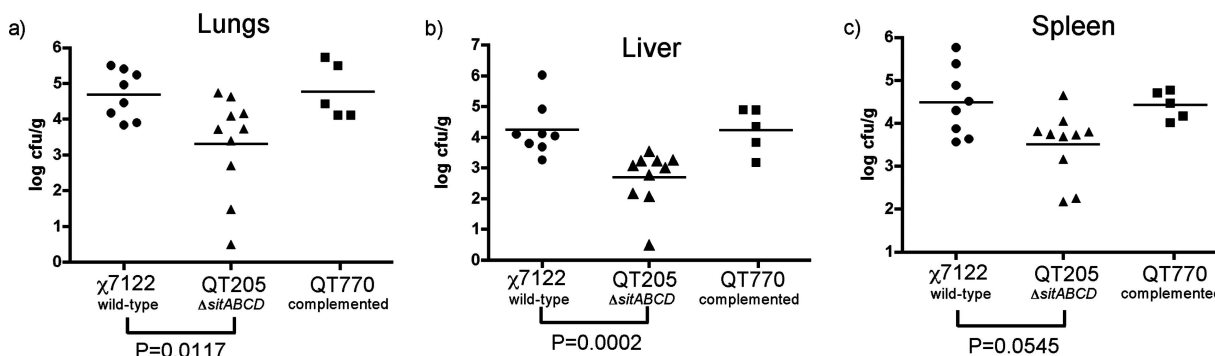 a) Lungs
log cfu/g
6
5
4
3
2
1
0
χ7122 QT205 QT770
wild-type ΔsitABCD complemented
P=0.0117
b) Liver
log cfu/g
7
6
5
4
3
2
1
0
χ7122 QT205 QT770
wild-type ΔsitABCD complemented
P=0.0002
c) Spleen
log cfu/g
6
5
4
3
2
1
χ7122 QT205 QT770
wild-type ΔsitABCD complemented
P=0.0545